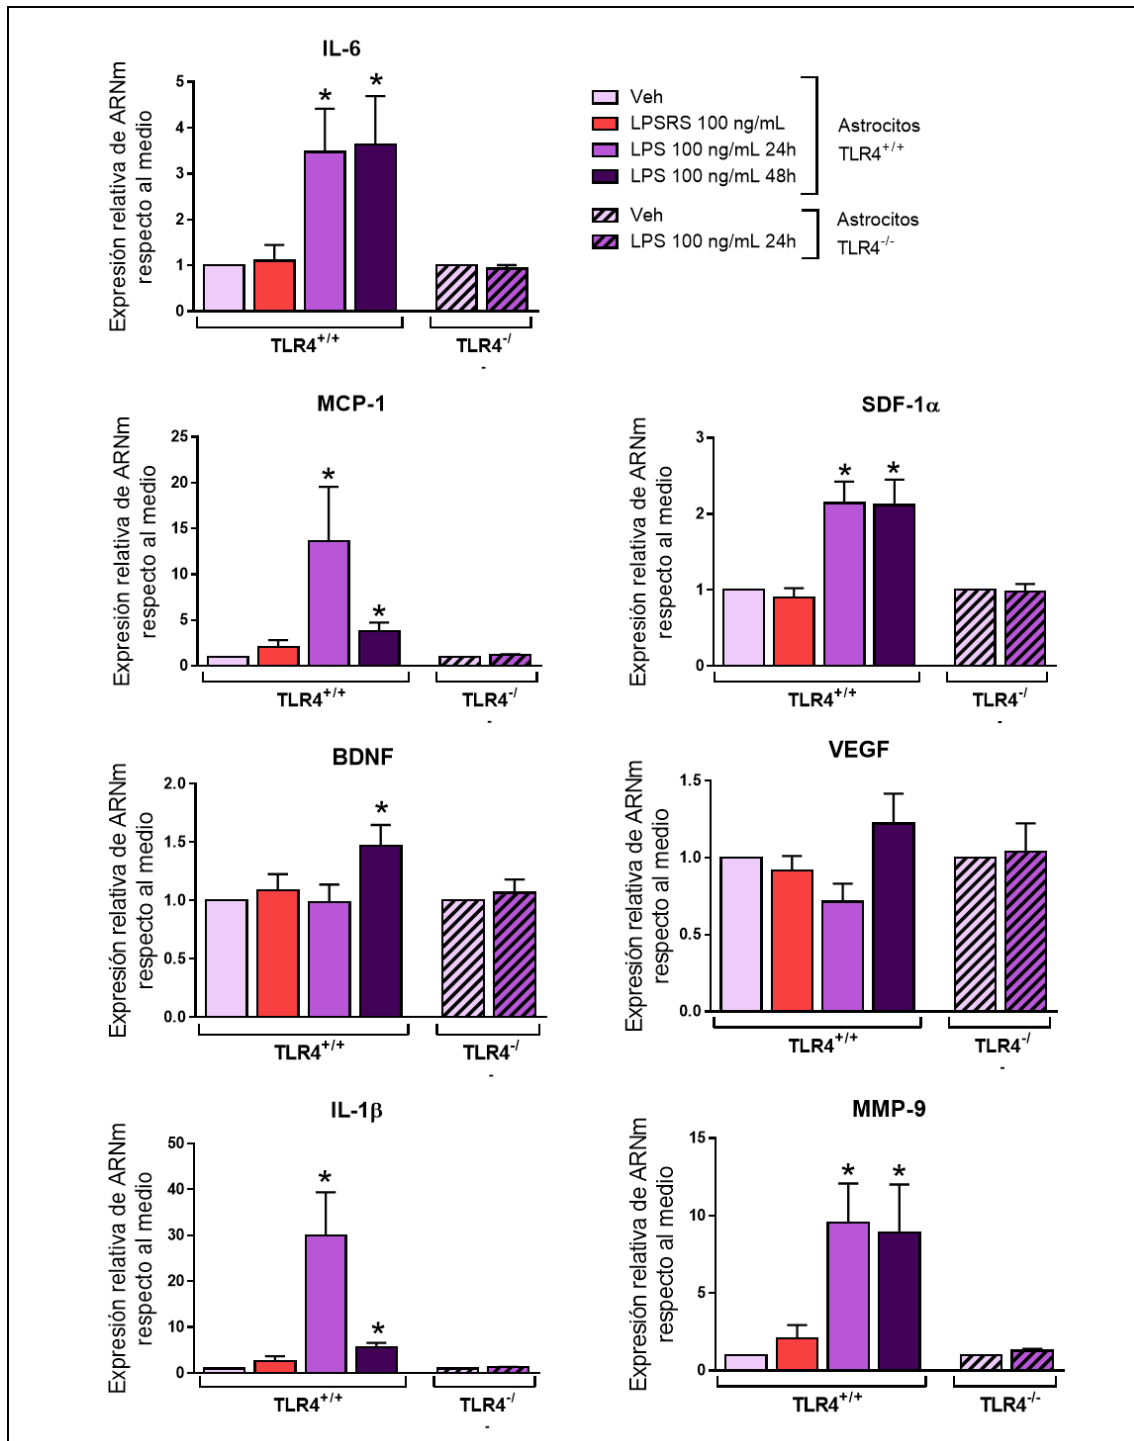 IL-6
Expresión relativa de ARNm
respecto al medio
5
4
3
2
1
0
*
*
TLR4+/+
TLR4-/
-
Veh
LPSRS 100 ng/mL
LPS 100 ng/mL 24h
LPS 100 ng/mL 48h
Astrocitos
TLR4+/+
Veh
LPS 100 ng/mL 24h
Astrocitos
TLR4-/-
MCP-1
Expresión relativa de ARNm
respecto al medio
25
20
15
10
5
0
*
*
TLR4+/+
TLR4-/
-
SDF-1α
Expresión relativa de ARNm
respecto al medio
3
2
1
0
*
*
TLR4+/+
TLR4-/
-
BDNF
Expresión relativa de ARNm
respecto al medio
2.0
1.5
1.0
0.5
0.0
*
TLR4+/+
TLR4-/
-
VEGF
Expresión relativa de ARNm
respecto al medio
1.5
1.0
0.5
0.0
TLR4+/+
TLR4-/
-
IL-1β
Expresión relativa de ARNm
respecto al medio
50
40
30
20
10
0
*
*
TLR4+/+
TLR4-/
-
MMP-9
Expresión relativa de ARNm
respecto al medio
15
10
5
0
*
*
TLR4+/+
TLR4-/-